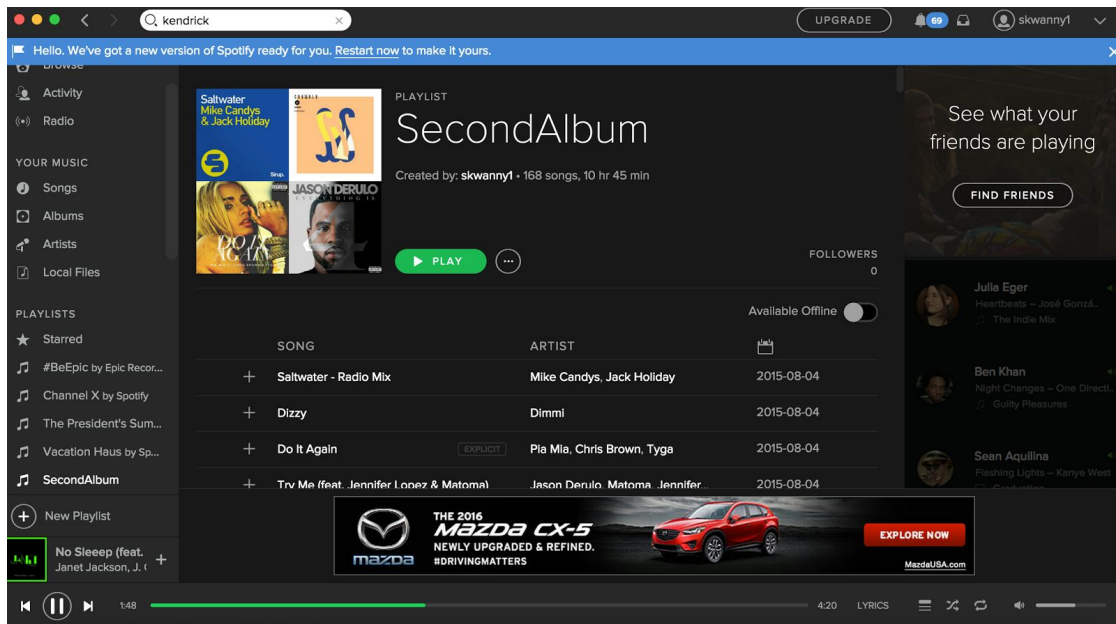 kendrick
UPGRADE
69
skwanny1
Hello. We've got a new version of Spotify ready for you. Restart now to make it yours.
Browse
Activity
Radio
YOUR MUSIC
Songs
Albums
Artists
Local Files
PLAYLISTS
Starred
#BeEpic by Epic Recor...
Channel X by Spotify
The President's Sum...
Vacation Haus by Sp...
SecondAlbum
New Playlist
No Sleeep (feat.
Janet Jackson, J.
Saltwater
Mike Candys
& Jack Holiday
Sirup.
DO IT
AGAIN
JASON DERULO
EVERYTHING IS
PLAYLIST
SecondAlbum
Created by: skwanny1 • 168 songs, 10 hr 45 min
PLAY
FOLLOWERS
0
Available Offline
SONG ARTIST
Saltwater - Radio Mix Mike Candys, Jack Holiday 2015-08-04
Dizzy Dimmi 2015-08-04
Do It Again EXPLICIT Pia Mia, Chris Brown, Tyga 2015-08-04
Try Me (feat. Jennifer Lopez & Matoma) Jason Derulo, Matoma, Jennifer... 2015-08-04
See what your
friends are playing
FIND FRIENDS
Julia Eger
Heartbeats – José Gonzá..
The Indie Mix
Ben Khan
Night Changes – One Directi..
Guilty Pleasures
Sean Aquilina
Flashing Lights – Kanye West
Graduation
mazda
THE 2016
mazda CX-5
NEWLY UPGRADED & REFINED.
#DRIVINGMATTERS
EXPLORE NOW
MazdaUSA.com
1:48
4:20
LYRICS